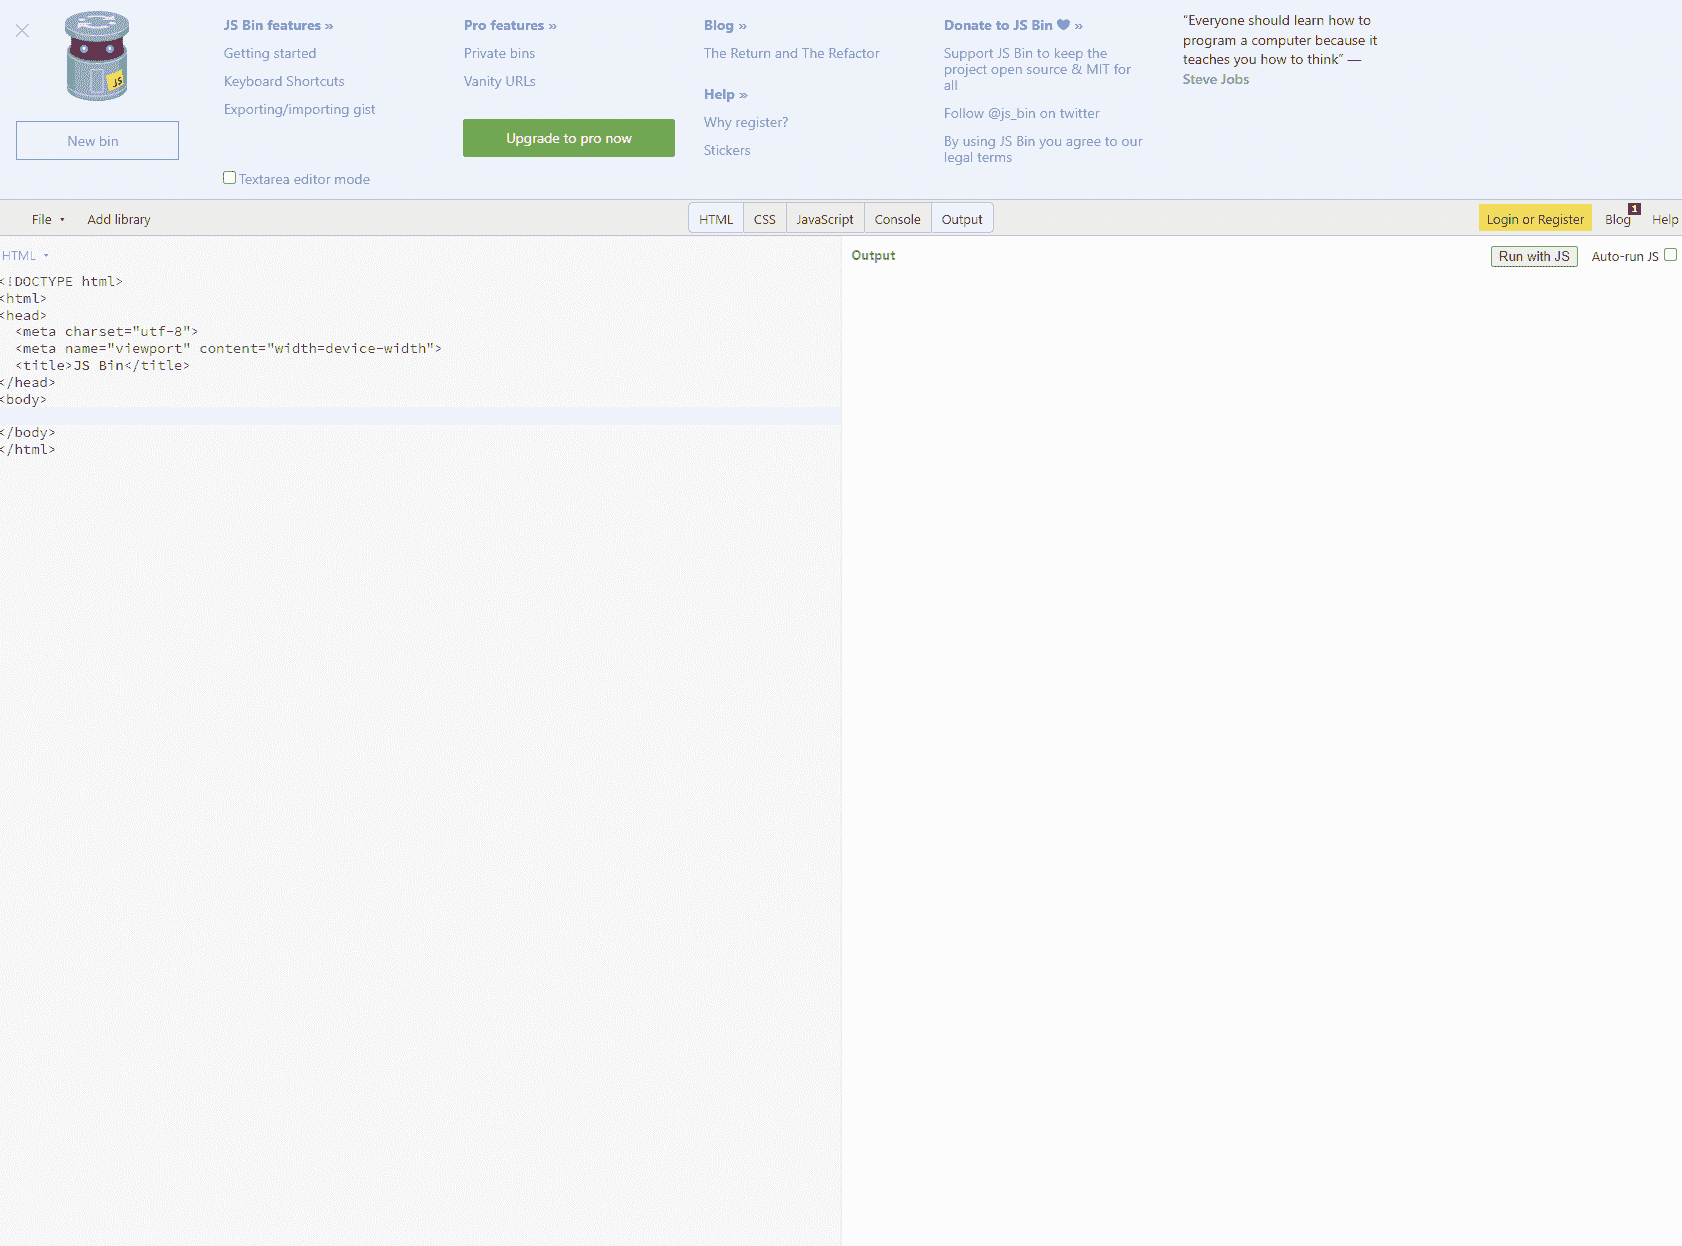 JS Bin features »
Getting started
Keyboard Shortcuts
Exporting/importing gist
Textarea editor mode
Pro features »
Private bins
Vanity URLs
Upgrade to pro now
Blog »
The Return and The Refactor
Help »
Why register?
Stickers
Donate to JS Bin ♥ »
Support JS Bin to keep the
project open source & MIT for
all
Follow @js_bin on twitter
By using JS Bin you agree to our
legal terms
“Everyone should learn how to
program a computer because it
teaches you how to think” —
Steve Jobs
JS
New bin
File
Add library
HTML
CSS
JavaScript
Console
Output
Login or Register
Blog
1
Help
HTML
<!DOCTYPE html>
<html>
<head>
  <meta charset="utf-8">
  <meta name="viewport" content="width=device-width">
  <title>JS Bin</title>
</head>
<body>
</body>
</html>
Output
Run with JS
Auto-run JS